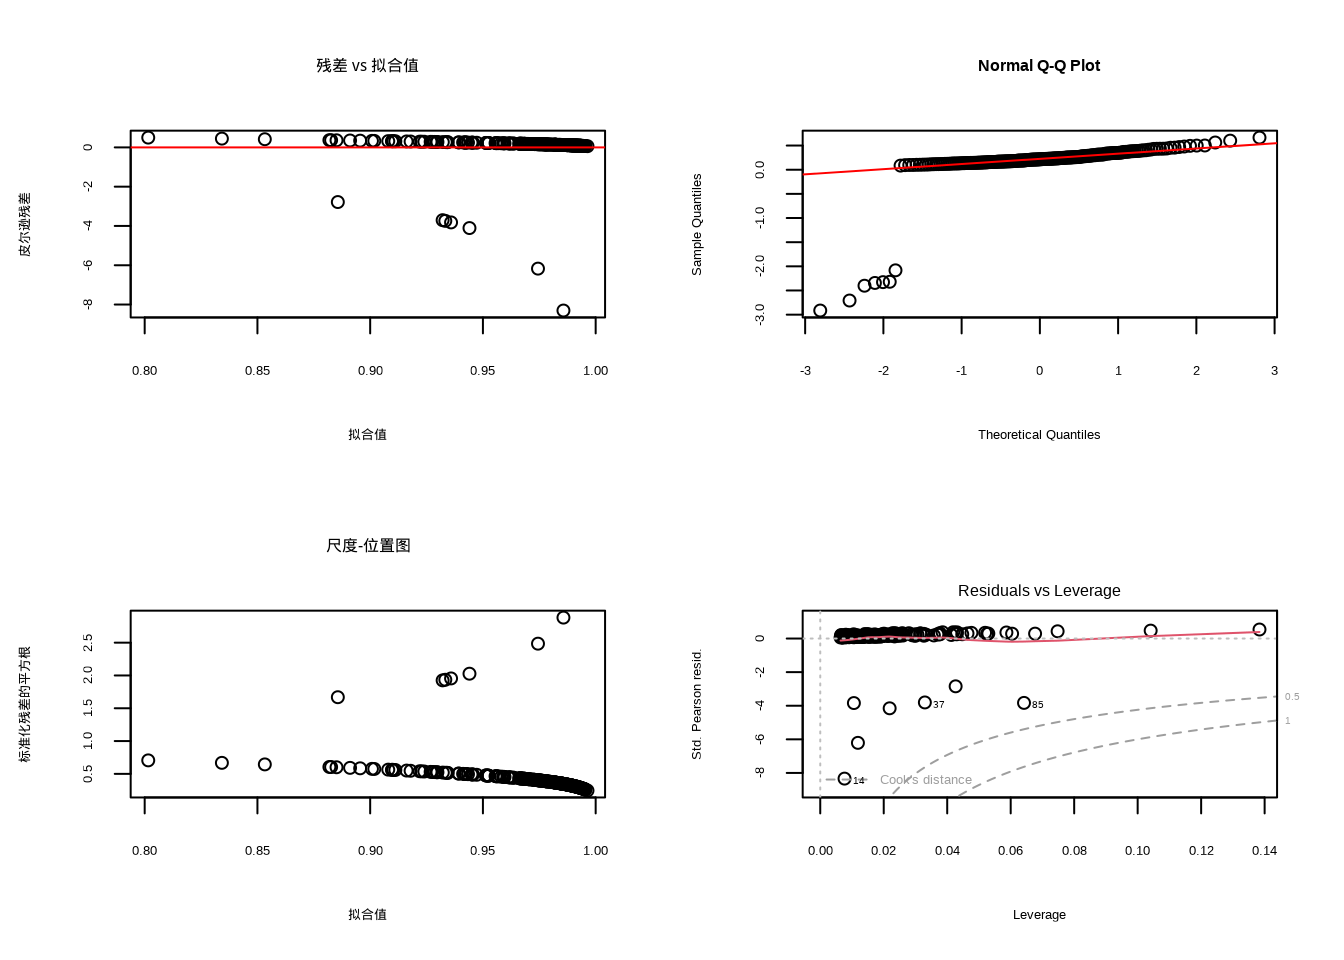 残差 vs 拟合值
皮尔逊残差
0
-2
-4
-6
-8
0.80 0.85 0.90 0.95 1.00
拟合值
Normal Q-Q Plot
Sample Quantiles
0.0
-1.0
-2.0
-3.0
-3 -2 -1 0 1 2 3
Theoretical Quantiles
尺度-位置图
标准化残差的平方根
2.5
2.0
1.5
1.0
0.5
0.80 0.85 0.90 0.95 1.00
拟合值
Residuals vs Leverage
Std. Pearson resid.
0
-2
-4
-6
-8
37
85
14
Cook's distance
0.5
1
0.00 0.02 0.04 0.06 0.08 0.10 0.12 0.14
Leverage